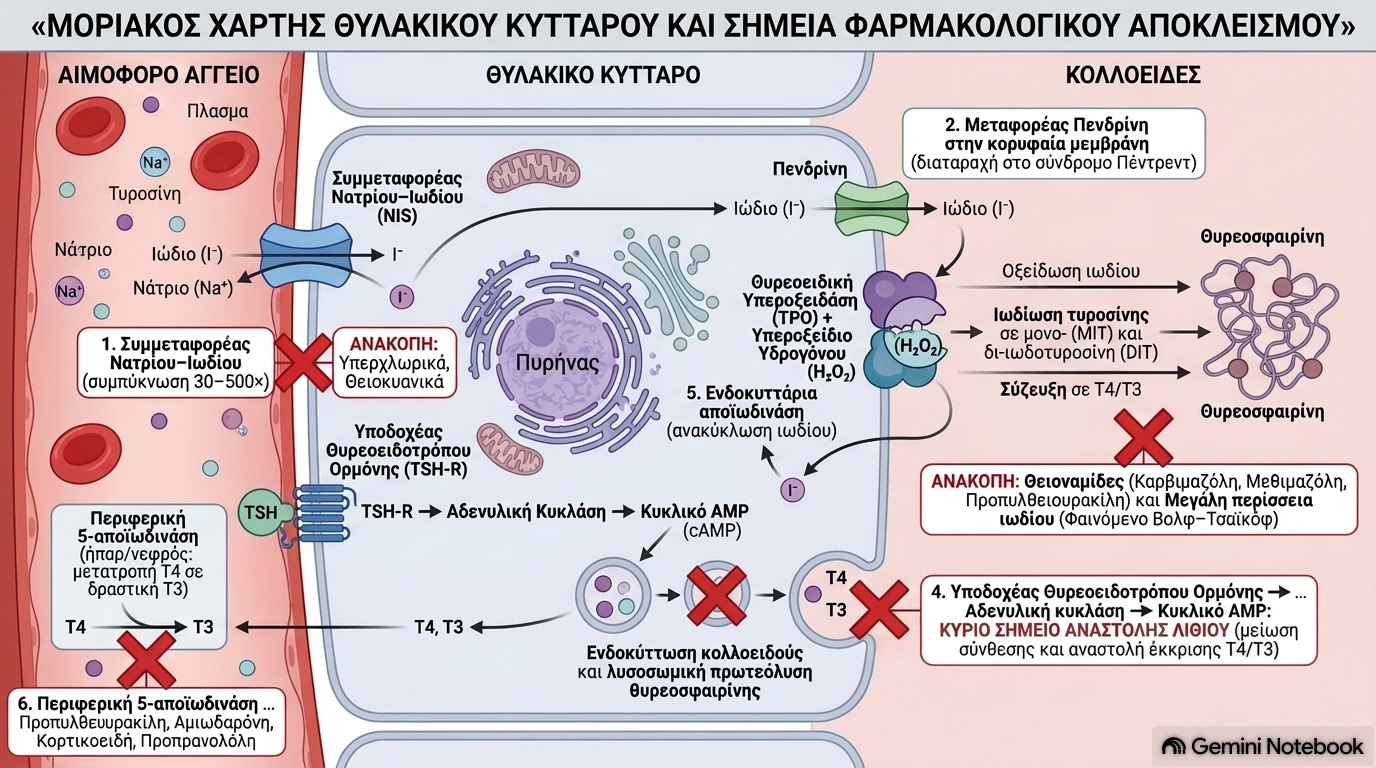 «ΜΟΡΙΑΚΟΣ ΧΑΡΤΗΣ ΘΥΛΑΚΙΚΟΥ ΚΥΤΤΑΡΟΥ ΚΑΙ ΣΗΜΕΙΑ ΦΑΡΜΑΚΟΛΟΓΙΚΟΥ ΑΠΟΚΛΕΙΣΜΟΥ»
ΑΙΜΟΦΟΡΟ ΑΓΓΕΙΟ
Πλασμα
Na⁺
Τυροσίνη
Νάτριο
Ιώδιο (I⁻)
Na⁺
Νάτριο (Na⁺)
1. Συμμεταφορέας
Νατρίου–Ιωδίου
(συμπύκνωση 30–500×)
ΑΝΑΚΟΠΗ:
Υπερχλωρικά,
Θειοκυανικά
TSH
Περιφερική
5-αποϊωδινάση
(ήπαρ/νεφρός:
μετατροπή T4 σε
δραστική T3)
T4
T3
6. Περιφερική 5-αποϊωδινάση ...
Προπυλθευυρακίλη, Αμιωδαρόνη,
Κορτικοειδή, Προπρανολόλη
ΘΥΛΑΚΙΚΟ ΚΥΤΤΑΡΟ
Συμμεταφορέας
Νατρίου–Ιωδίου
(NIS)
I⁻
I⁻
Πυρήνας
Πενδρίνη
Ιώδιο (I⁻)
Ιώδιο (I⁻)
Θυρεοειδική
Υπεροξειδάση
(TPO) +
Υπεροξείδιο
Υδρογόνου
(H₂O₂)
(H₂O₂)
5. Ενδοκυττάρια
αποϊωδινάση
(ανακύκλωση ιωδίου)
I⁻
Υποδοχέας
Θυρεοειδοτρόπου
Ορμόνης (TSH-R)
TSH-R → Αδενυλική Κυκλάση → Κυκλικό AMP
(cAMP)
T4, T3
T4
T3
Ενδοκύττωση κολλοειδούς
και λυσοσωμική πρωτεόλυση
θυρεοσφαιρίνης
ΚΟΛΛΟΕΙΔΕΣ
2. Μεταφορέας Πενδρίνη
στην κορυφαία μεμβράνη
(διαταραχή στο σύνδρομο Πέντρεντ)
Θυρεοσφαιρίνη
Οξείδωση ιωδίου
Ιωδίωση τυροσίνης
σε μονο- (MIT) και
δι-ιωδοτυροσίνη (DIT)
Σύζευξη σε T4/T3
Θυρεοσφαιρίνη
ΑΝΑΚΟΠΗ: Θειοναμίδες (Καρβιμαζόλη, Μεθιμαζόλη,
Προπυλθειουρακίλη) και Μεγάλη περίσσεια
ιωδίου (Φαινόμενο Βολφ–Τσαϊκόφ)
4. Υποδοχέας Θυρεοειδοτρόπου Ορμόνης → ...
Αδενυλική κυκλάση → Κυκλικό AMP:
ΚΥΡΙΟ ΣΗΜΕΙΟ ΑΝΑΣΤΟΛΗΣ ΛΙΘΙΟΥ (μείωση
σύνθεσης και αναστολή έκκρισης T4/T3)
Gemini Notebook